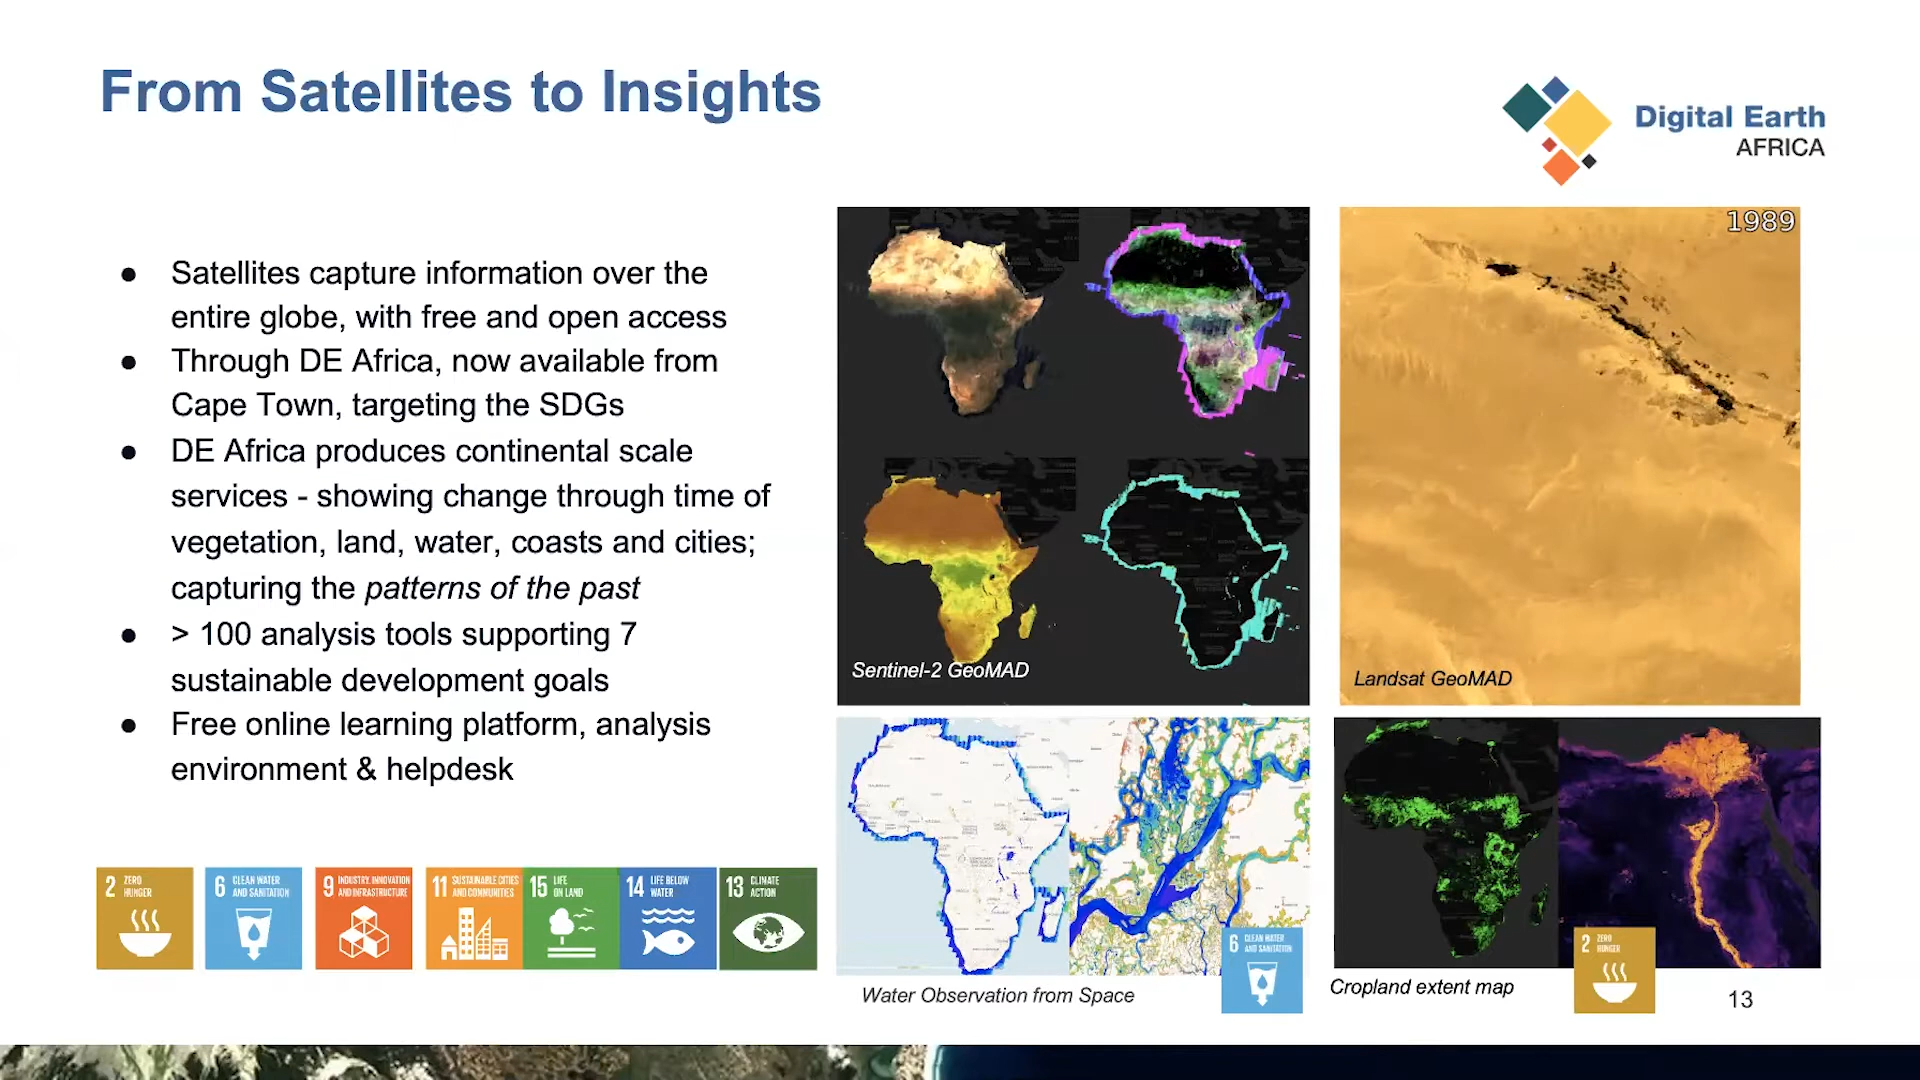 From Satellites to Insights
Digital Earth
AFRICA
● Satellites capture information over the
entire globe, with free and open access
● Through DE Africa, now available from
Cape Town, targeting the SDGs
● DE Africa produces continental scale
services - showing change through time of
vegetation, land, water, coasts and cities;
capturing the patterns of the past
● > 100 analysis tools supporting 7
sustainable development goals
● Free online learning platform, analysis
environment & helpdesk
2 ZERO
HUNGER
6 CLEAN WATER
AND SANITATION
9 INDUSTRY, INNOVATION
AND INFRASTRUCTURE
11 SUSTAINABLE CITIES
AND COMMUNITIES
15 LIFE
ON LAND
14 LIFE BELOW
WATER
13 CLIMATE
ACTION
Sentinel-2 GeoMAD
1989
Landsat GeoMAD
6 CLEAN WATER
AND SANITATION
Water Observation from Space
2 ZERO
HUNGER
Cropland extent map
13